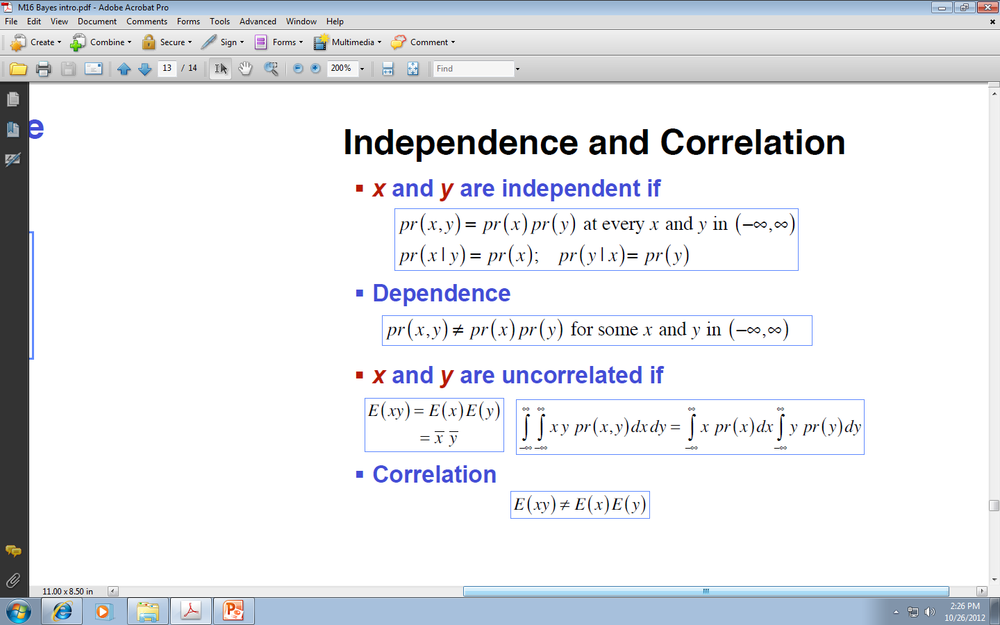 M16 Bayes intro.pdf - Adobe Acrobat Pro
File Edit View Document Comments Forms Tools Advanced Window Help
Create Combine Secure Sign Forms Multimedia Comment
13 / 14 200% Find
e
Independence and Correlation
▪ x and y are independent if
pr(x,y) = pr(x)pr(y) at every x and y in (−∞,∞)
pr(x|y) = pr(x); pr(y|x) = pr(y)
▪ Dependence
pr(x,y) ≠ pr(x)pr(y) for some x and y in (−∞,∞)
▪ x and y are uncorrelated if
E(xy) = E(x)E(y)
= x̅ y̅
∫_{−∞}^{∞} ∫_{−∞}^{∞} x y pr(x,y)dx dy = ∫_{−∞}^{∞} x pr(x)dx ∫_{−∞}^{∞} y pr(y)dy
▪ Correlation
E(xy) ≠ E(x)E(y)
11.00 x 8.50 in
2:26 PM
10/26/2012